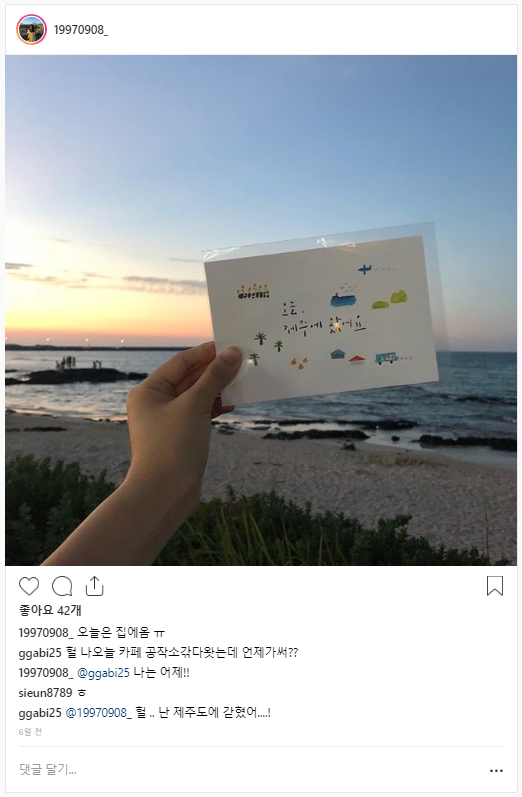 19970908_
오늘,
제주에 왔어요
좋아요 42개
19970908_ 오늘은 집에옴 ㅠ
ggabi25 헐 나오늘 카페 공작소갔다왓는데 언제가써??
19970908_ @ggabi25 나는 어제!!
sieun8789 ㅎ
ggabi25 @19970908_ 헐 .. 난 제주도에 갇혔어....!
6일 전
댓글 달기...